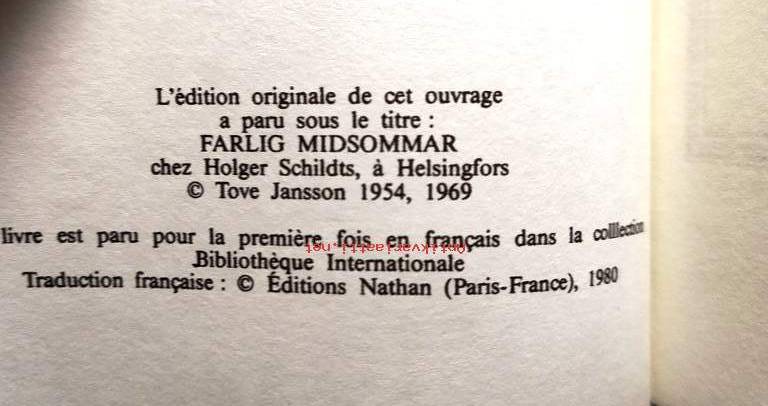 L'édition originale de cet ouvrage
a paru sous le titre :
FARLIG MIDSOMMAR
chez Holger Schildts, à Helsingfors
© Tove Jansson 1954, 1969
livre est paru pour la première fois en français dans la colllection
Bibliothèque Internationale
Traduction française : © Éditions Nathan (Paris-France), 1980